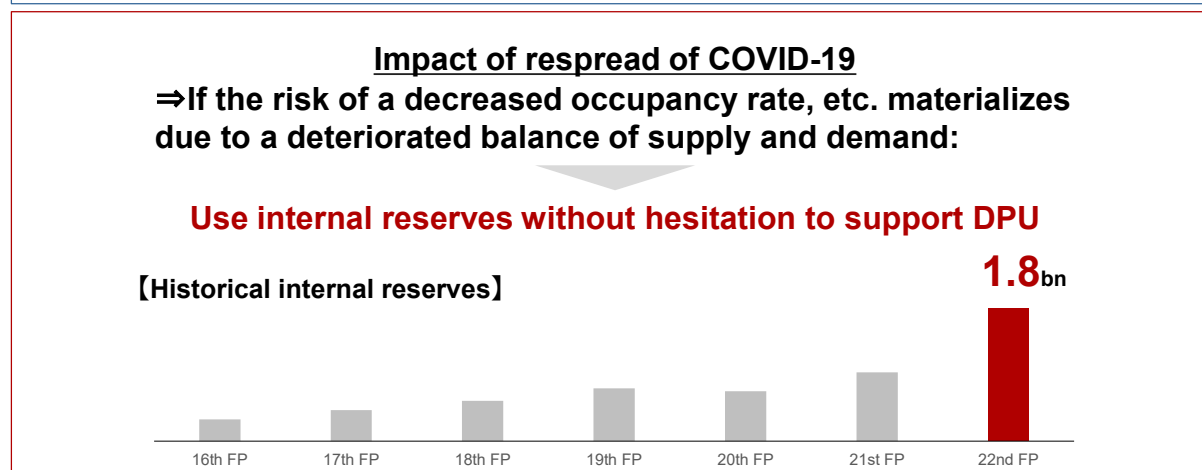 Impact of respread of COVID-19
⇒If the risk of a decreased occupancy rate, etc. materializes
due to a deteriorated balance of supply and demand:
Use internal reserves without hesitation to support DPU
【Historical internal reserves】
1.8bn
16th FP 17th FP 18th FP 19th FP 20th FP 21st FP 22nd FP